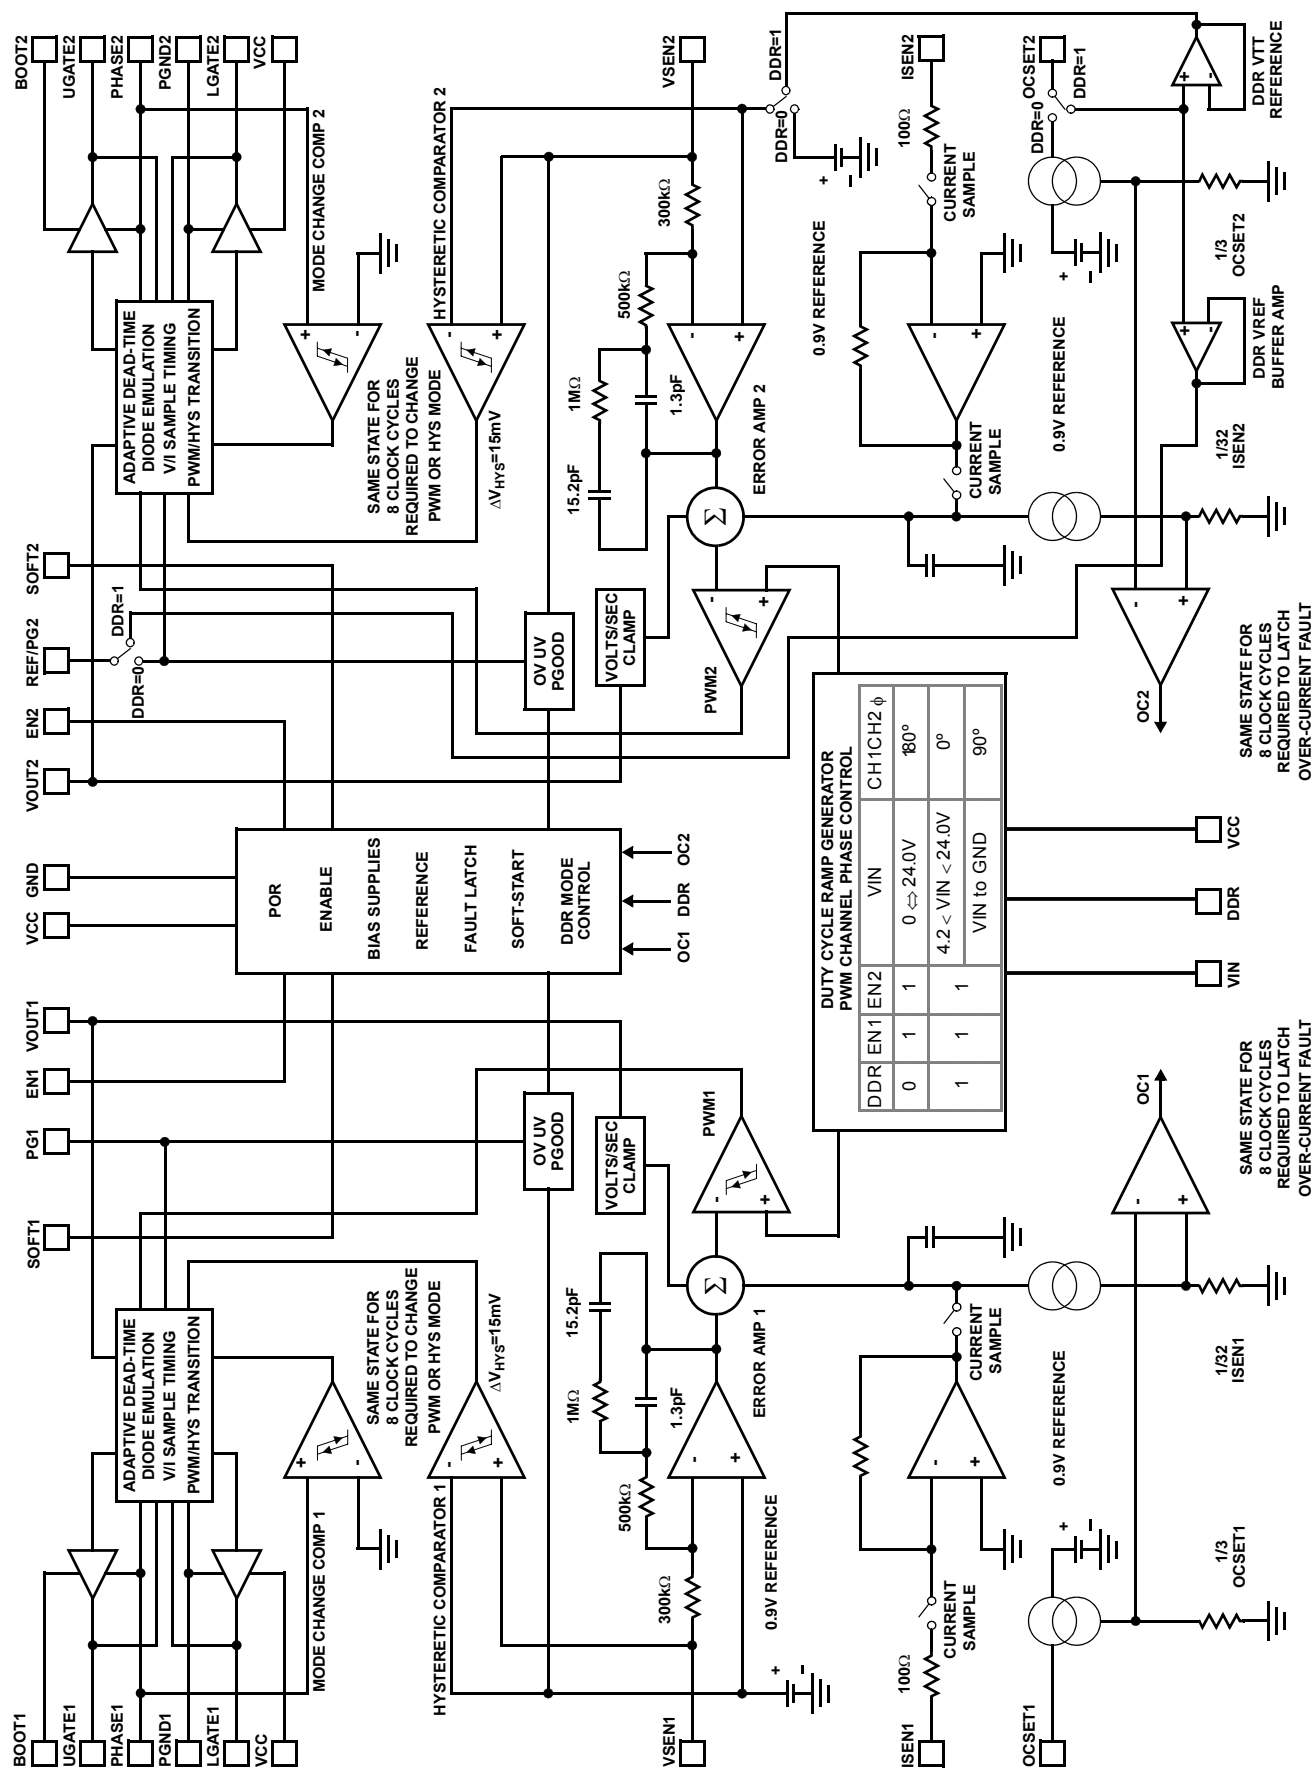 BOOT2
UGATE2
PHASE2
PGND2
LGATE2
VCC
VSEN2
ISEN2
OCSET2
DDR=1
DDR=0
DDR=1
DDR=0
+
-
DDR VTT
REFERENCE
MODE CHANGE COMP 2
HYSTERETIC COMPARATOR 2
300kΩ
500kΩ
1MΩ
1.3pF
15.2pF
0.9V REFERENCE
100Ω
CURRENT
SAMPLE
ADAPTIVE DEAD-TIME
DIODE EMULATION
V/I SAMPLE TIMING
PWM/HYS TRANSITION
SAME STATE FOR
8 CLOCK CYCLES
REQUIRED TO CHANGE
PWM OR HYS MODE
ΔVHYS=15mV
ERROR AMP 2
Σ
CURRENT
SAMPLE
0.9V REFERENCE
1/3
OCSET2
DDR VREF
BUFFER AMP
1/32
ISEN2
SOFT2
REF/PG2
DDR=1
DDR=0
EN2
VOUT2
OV UV
PGOOD
VOLTS/SEC
CLAMP
PWM2
OC2
SAME STATE FOR
8 CLOCK CYCLES
REQUIRED TO LATCH
OVER-CURRENT FAULT
GND
VCC
POR
ENABLE
BIAS SUPPLIES
REFERENCE
FAULT LATCH
SOFT-START
DDR MODE
CONTROL
OC1
DDR
OC2
DUTY CYCLE RAMP GENERATOR
PWM CHANNEL PHASE CONTROL
DDR EN1 EN2 VIN CH1CH2 ϕ
0 1 1 0 ⇔ 24.0V 180º
1 1 4.2 < VIN < 24.0V 0º
VIN to GND 90º
VIN
DDR
VCC
VOUT1
EN1
PG1
SOFT1
OV UV
PGOOD
VOLTS/SEC
CLAMP
PWM1
OC1
SAME STATE FOR
8 CLOCK CYCLES
REQUIRED TO LATCH
OVER-CURRENT FAULT
ADAPTIVE DEAD-TIME
DIODE EMULATION
V/I SAMPLE TIMING
PWM/HYS TRANSITION
SAME STATE FOR
8 CLOCK CYCLES
REQUIRED TO CHANGE
PWM OR HYS MODE
ΔVHYS=15mV
15.2pF
1MΩ
1.3pF
500kΩ
300kΩ
Σ
ERROR AMP 1
0.9V REFERENCE
CURRENT
SAMPLE
0.9V REFERENCE
1/32
ISEN1
1/3
OCSET1
MODE CHANGE COMP 1
HYSTERETIC COMPARATOR 1
100Ω
CURRENT
SAMPLE
BOOT1
UGATE1
PHASE1
PGND1
LGATE1
VCC
VSEN1
ISEN1
OCSET1